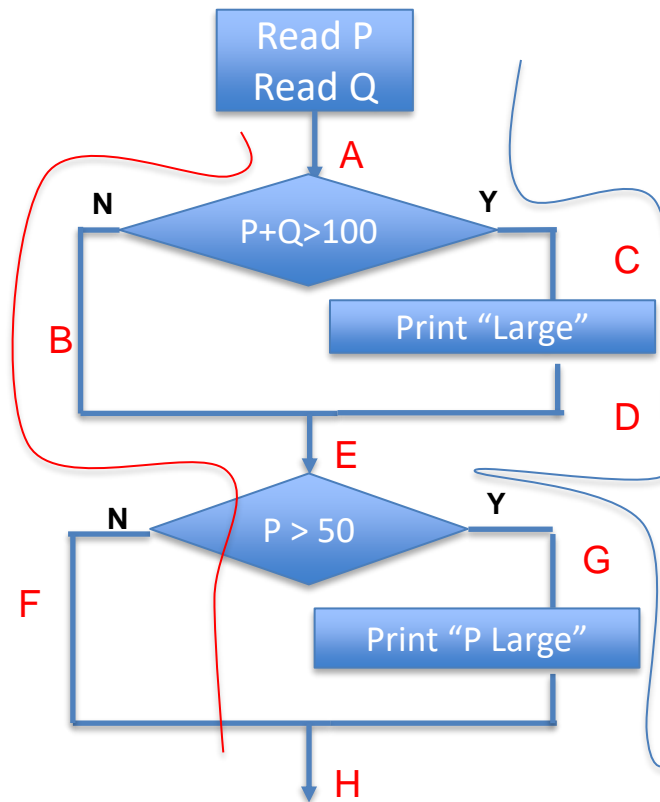 Read P
Read Q
A
N
Y
P+Q>100
C
Print “Large”
B
D
E
N
Y
P > 50
G
F
Print “P Large”
H